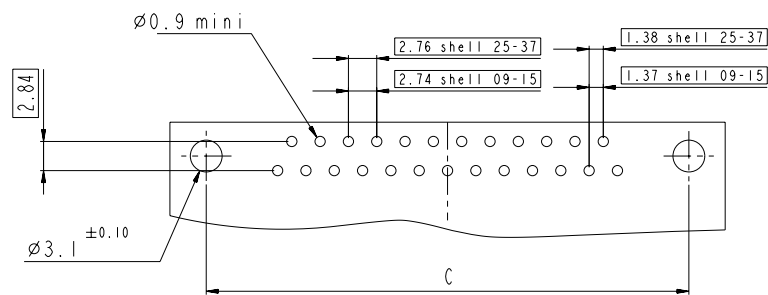 Ø0.9 mini
2.76 shell 25-37
1.38 shell 25-37
2.74 shell 09-15
1.37 shell 09-15
2.84
Ø3.1 ±0.10
C